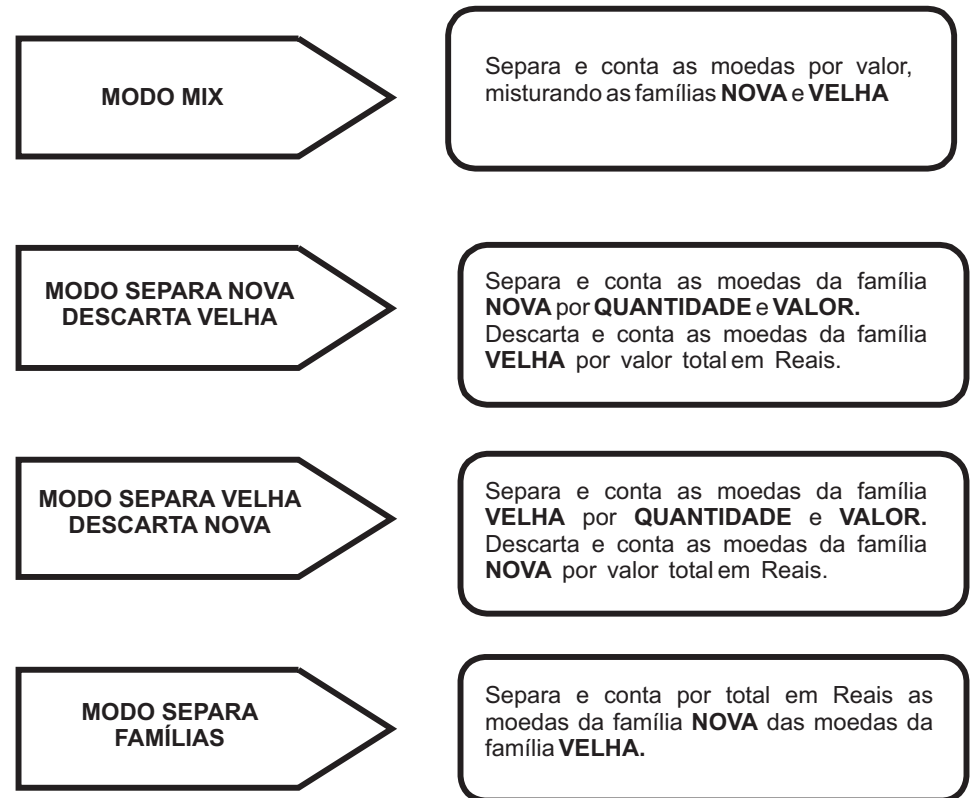 MODO MIX
Separa e conta as moedas por valor,
misturando as famílias NOVA e VELHA
MODO SEPARA NOVA
DESCARTA VELHA
Separa e conta as moedas da família
NOVA por QUANTIDADE e VALOR.
Descarta e conta as moedas da família
VELHA por valor total em Reais.
MODO SEPARA VELHA
DESCARTA NOVA
Separa e conta as moedas da família
VELHA por QUANTIDADE e VALOR.
Descarta e conta as moedas da família
NOVA por valor total em Reais.
MODO SEPARA
FAMÍLIAS
Separa e conta por total em Reais as
moedas da família NOVA das moedas da
família VELHA.